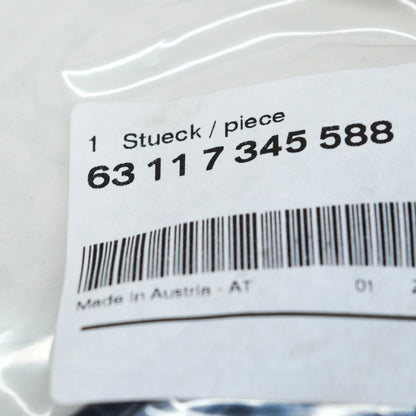 1 Stueck / piece
63 11 7 345 588
Made In Austria - AT 01